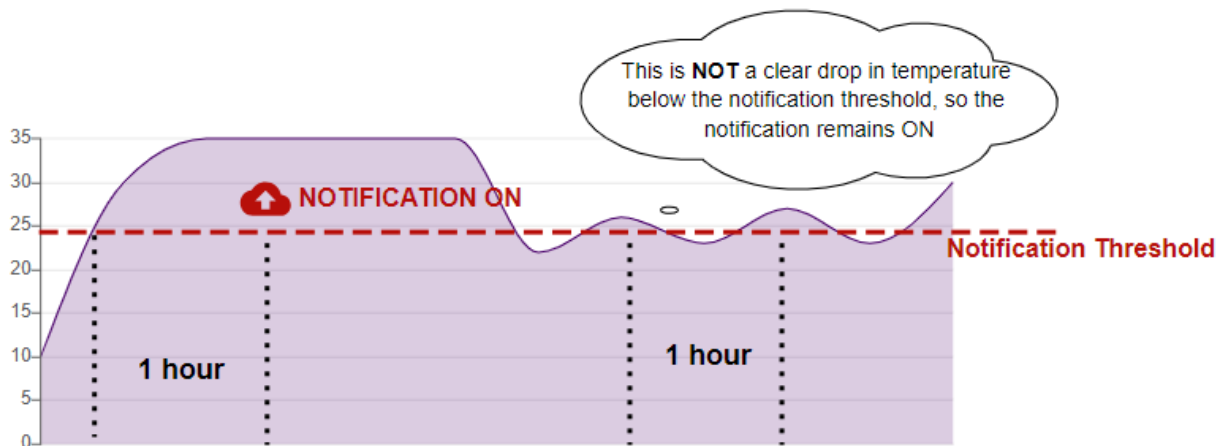 This is NOT a clear drop in temperature
below the notification threshold, so the
notification remains ON
35
30
NOTIFICATION ON
25
Notification Threshold
20
15
10
1 hour
1 hour
5
0